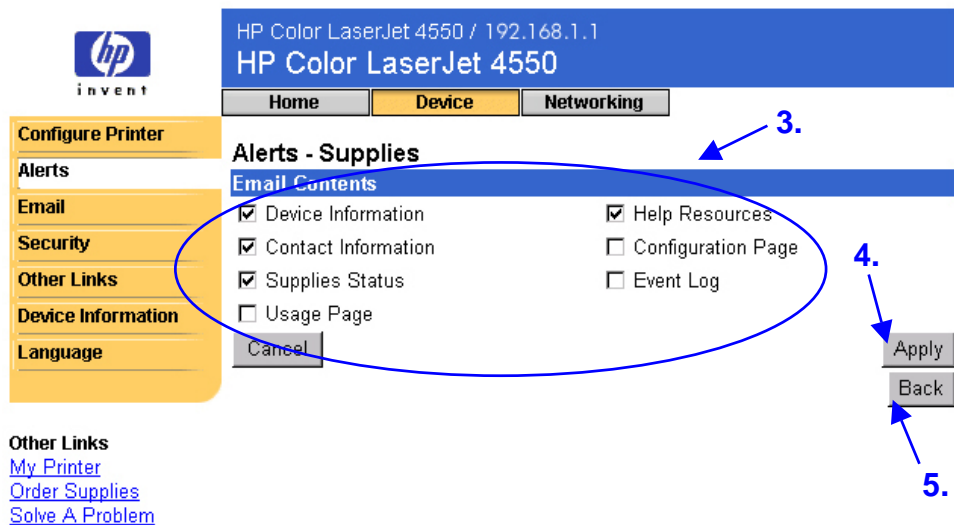 hp
invent
HP Color LaserJet 4550 / 192.168.1.1
HP Color LaserJet 4550
Home Device Networking
Configure Printer
Alerts
Email
Security
Other Links
Device Information
Language
Other Links
My Printer
Order Supplies
Solve A Problem
3.
Alerts - Supplies
Email Contents
Device Information Help Resources
Contact Information Configuration Page
Supplies Status Event Log
Usage Page
4.
Cancel Apply
Back
5.